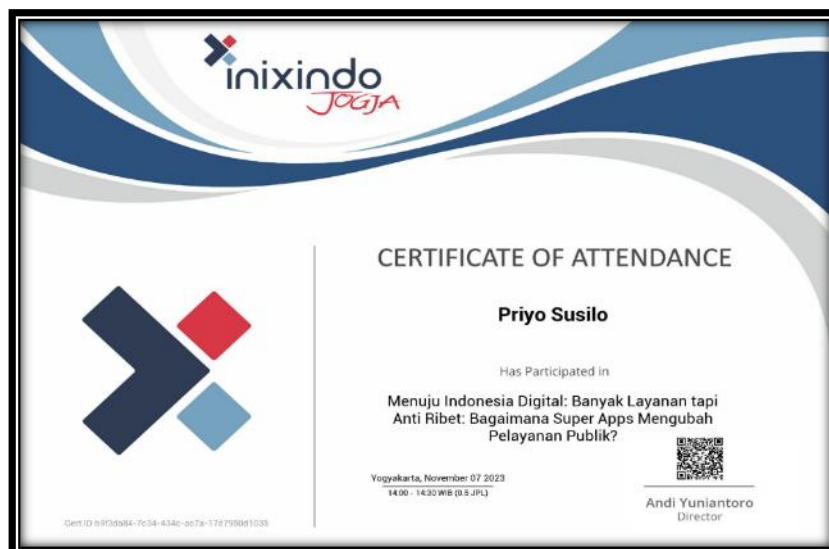 inixindo
JOGJA
CERTIFICATE OF ATTENDANCE
Priyo Susilo
Has Participated in
Menuju Indonesia Digital: Banyak Layanan tapi
Anti Ribet: Bagaimana Super Apps Mengubah
Pelayanan Publik?
Yogyakarta, November 07 2023
14:00 - 14:30 WIB (0.5 JPL)
Andi Yuniantoro
Director
Cert.ID